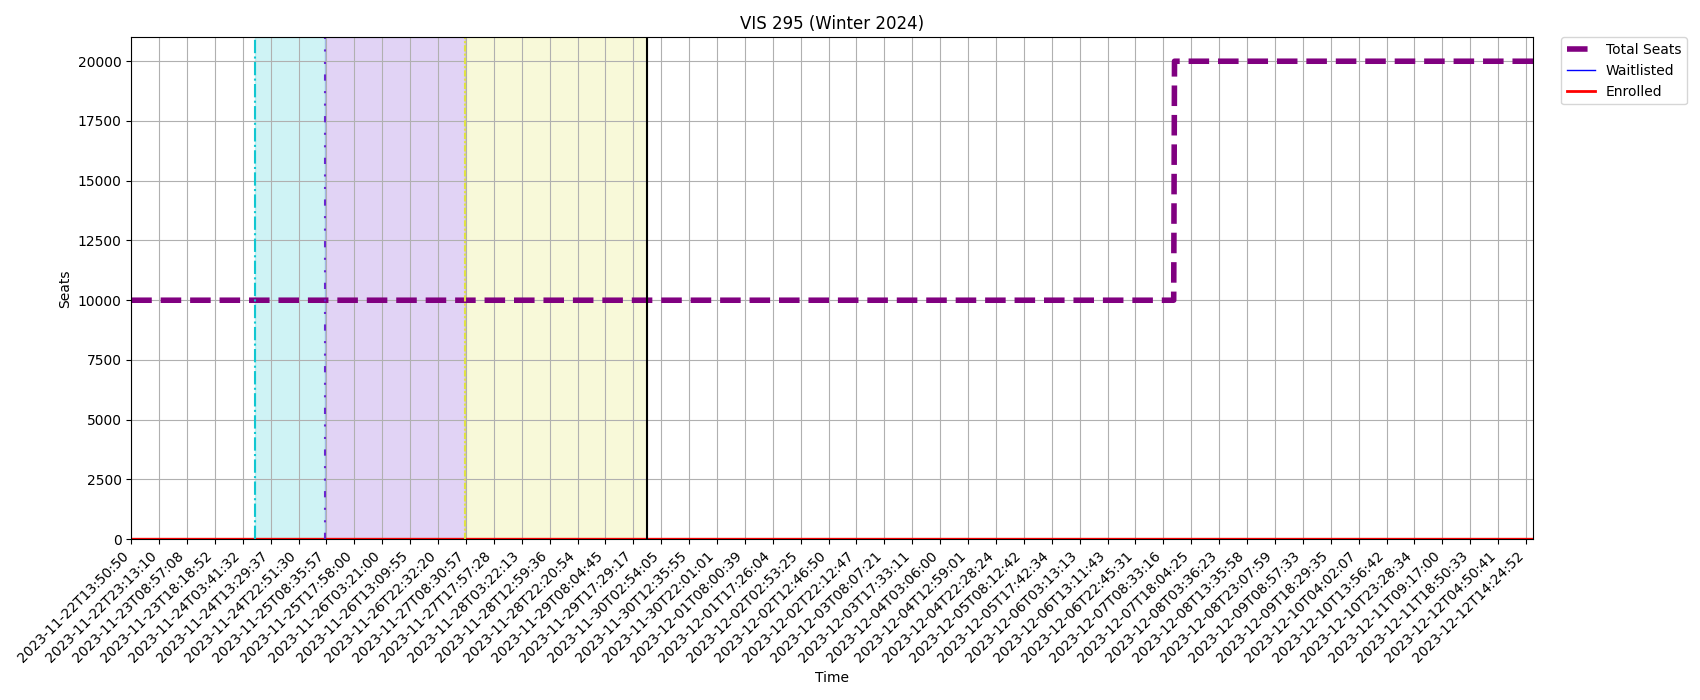 VIS 295 (Winter 2024)
Total Seats
Waitlisted
Enrolled
20000
17500
15000
12500
10000
7500
5000
2500
0
Seats
2023-11-22T13:50:50
2023-11-22T23:13:10
2023-11-23T08:57:08
2023-11-23T18:18:52
2023-11-24T03:41:32
2023-11-24T13:29:37
2023-11-24T22:51:30
2023-11-25T08:35:57
2023-11-25T17:58:00
2023-11-26T03:21:00
2023-11-26T13:09:55
2023-11-26T22:32:20
2023-11-27T08:30:57
2023-11-27T17:57:28
2023-11-28T03:22:13
2023-11-28T12:59:36
2023-11-28T22:20:54
2023-11-29T08:04:45
2023-11-29T17:29:17
2023-11-30T02:54:05
2023-11-30T12:35:55
2023-11-30T22:01:01
2023-12-01T08:00:39
2023-12-01T17:26:04
2023-12-02T02:53:25
2023-12-02T12:46:50
2023-12-02T22:12:47
2023-12-03T08:07:21
2023-12-03T17:33:11
2023-12-04T03:06:00
2023-12-04T12:59:01
2023-12-04T22:28:24
2023-12-05T08:12:42
2023-12-05T17:42:34
2023-12-06T03:13:13
2023-12-06T13:11:43
2023-12-06T22:45:31
2023-12-07T08:33:16
2023-12-07T18:04:25
2023-12-08T03:36:23
2023-12-08T13:35:58
2023-12-08T23:07:59
2023-12-09T08:57:33
2023-12-09T18:29:35
2023-12-10T04:02:07
2023-12-10T13:56:42
2023-12-10T23:28:34
2023-12-11T09:17:00
2023-12-11T18:50:33
2023-12-12T04:50:41
2023-12-12T14:24:52
Time